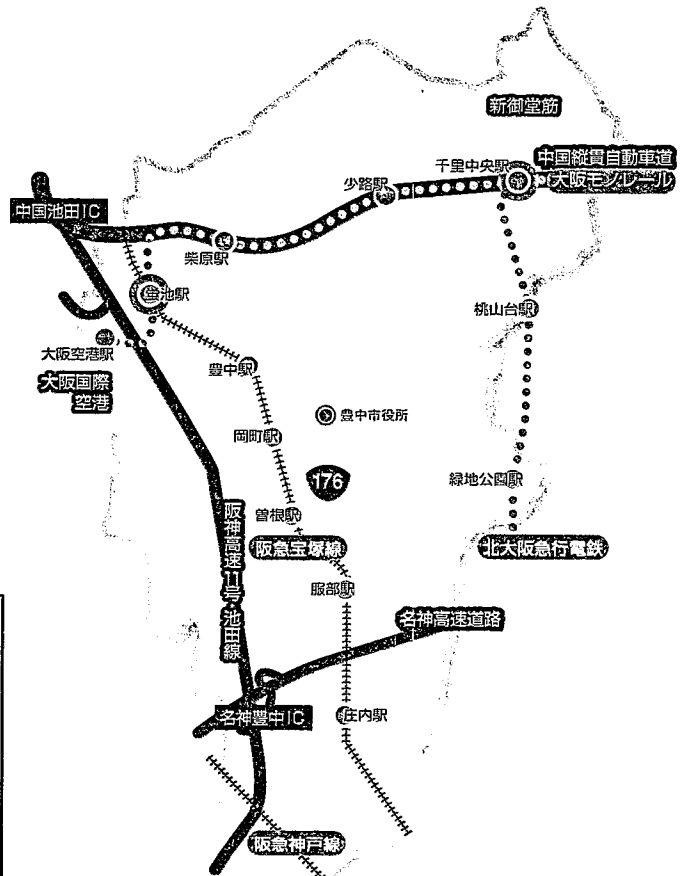 新御堂筋
千里中央駅
中国縦貫自動車道
大阪モノレール
少路駅
中国池田IC
柴原駅
蛍池駅
桃山台駅
大阪空港駅
豊中駅
大阪国際
空港
豊中市役所
岡町駅
176
緑地公園駅
曽根駅
阪神高速11号・池田線
阪急宝塚線
北大阪急行電鉄
服部駅
名神高速道路
名神豊中IC
庄内駅
阪急神戸線